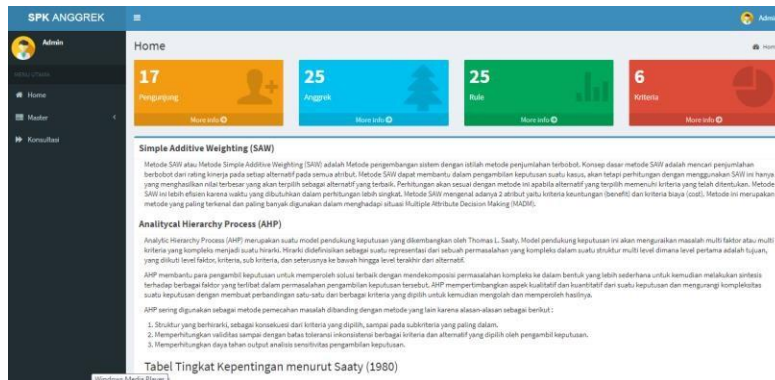 SPK ANGGREK
Admin
Admin
MENU UTAMA
Home
Master
Konsultasi
Home
Home
17
Pengunjung
More info
25
Anggrek
More info
25
Rule
More info
6
Kriteria
More info
Simple Additive Weighting (SAW)
Metode SAW atau Metode Simple Additive Weighting (SAW) adalah Metode pengembangan sistem dengan istilah metode penjumlahan terbobot. Konsep dasar metode SAW adalah mencari penjumlahan
berbobot dari rating kinerja pada setiap alternatif pada semua atribut. Metode SAW dapat membantu dalam pengambilan keputusan suatu kasus, akan tetapi perhitungan dengan menggunakan SAW ini hanya
yang menghasilkan nilai terbesar yang akan terpilih sebagai alternatif yang terbaik. Perhitungan akan sesuai dengan metode ini apabila alternatif yang terpilih memenuhi kriteria yang telah ditentukan. Metode
SAW ini lebih efisien karena waktu yang dibutuhkan dalam perhitungan lebih singkat. Metode SAW mengenal adanya 2 atribut yaitu kriteria keuntungan (benefit) dan kriteria biaya (cost). Metode ini merupakan
metode yang paling terkenal dan paling banyak digunakan dalam menghadapi situasi Multiple Attribute Decision Making (MADM).
Analitycal Hierarchy Process (AHP)
Analytic Hierarchy Process (AHP) merupakan suatu model pendukung keputusan yang dikembangkan oleh Thomas L. Saaty. Model pendukung keputusan ini akan menguraikan masalah multi faktor atau multi
kriteria yang kompleks menjadi suatu hirarki. Hirarki didefinisikan sebagai suatu representasi dari sebuah permasalahan yang kompleks dalam suatu struktur multi level dimana level pertama adalah tujuan,
yang diikuti level faktor, kriteria, sub kriteria, dan seterusnya ke bawah hingga level terakhir dari alternatif.
AHP membantu para pengambil keputusan untuk memperoleh solusi terbaik dengan mendekomposisi permasalahan kompleks ke dalam bentuk yang lebih sederhana untuk kemudian melakukan sintesis
terhadap berbagai faktor yang terlibat dalam permasalahan pengambilan keputusan tersebut. AHP mempertimbangkan aspek kualitatif dan kuantitatif dari suatu keputusan dan mengurangi kompleksitas
suatu keputusan dengan membuat perbandingan satu-satu dari berbagai kriteria yang dipilih untuk kemudian mengolah dan memperoleh hasilnya.
AHP sering digunakan sebagai metode pemecahan masalah dibanding dengan metode yang lain karena alasan-alasan sebagai berikut :
1. Struktur yang berhirarki, sebagai konsekuesi dari kriteria yang dipilih, sampai pada subkriteria yang paling dalam.
2. Memperhitungkan validitas sampai dengan batas toleransi inkonsistensi berbagai kriteria dan alternatif yang dipilih oleh pengambil keputusan.
3. Memperhitungkan daya tahan output analisis sensitivitas pengambilan keputusan.
Tabel Tingkat Kepentingan menurut Saaty (1980)
Windows Media Player